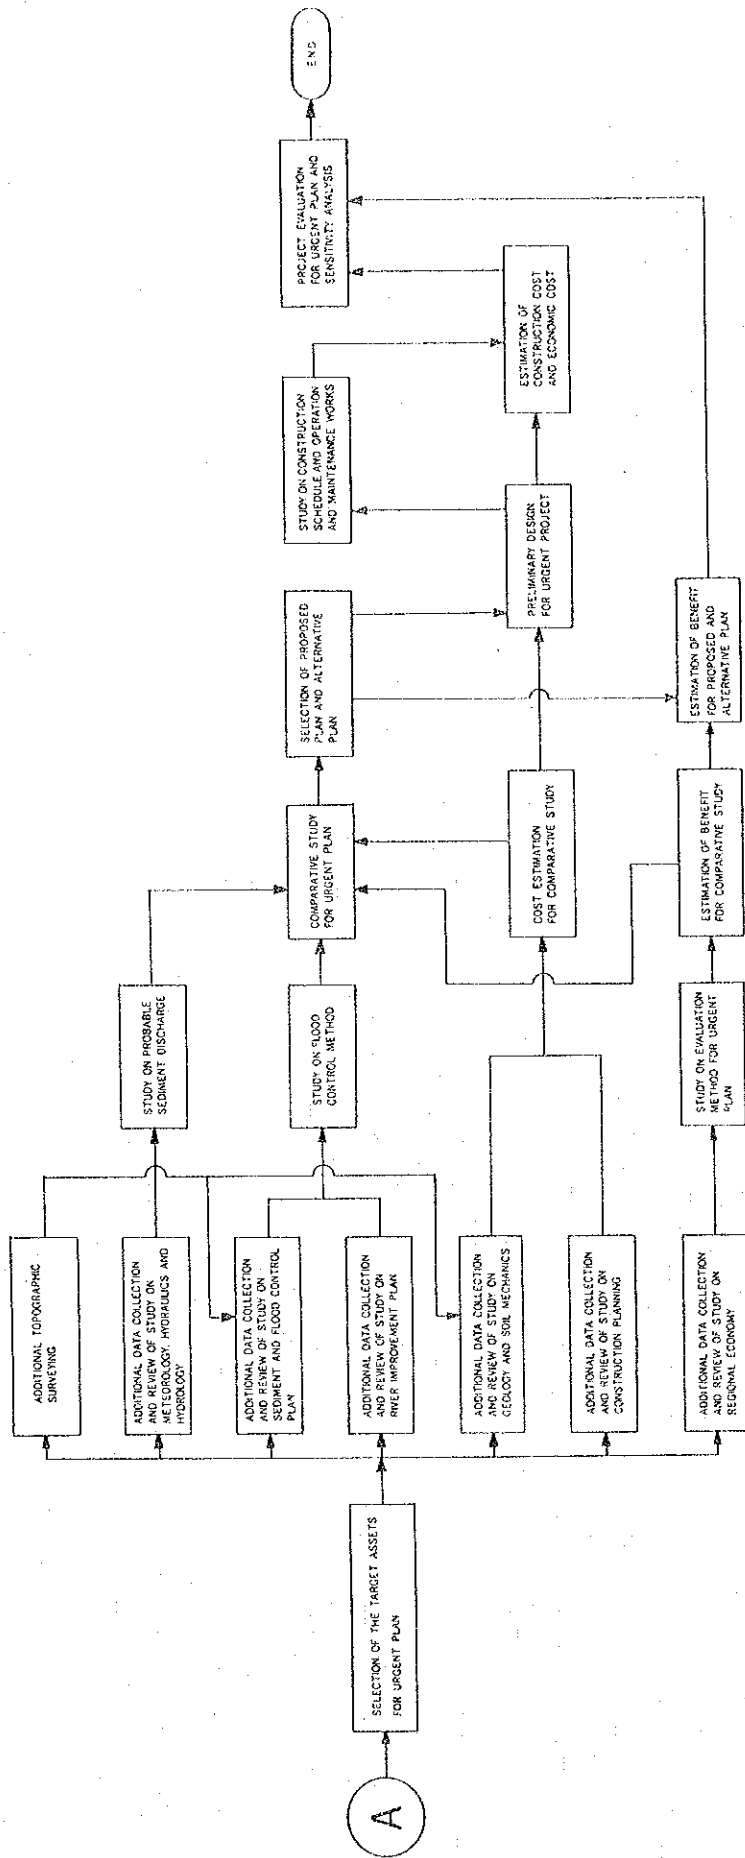 A
SELECTION OF THE TARGET ASSETS
FOR URGENT PLAN
ADDITIONAL TOPOGRAPHIC
SURVEYING
ADDITIONAL DATA COLLECTION
AND REVIEW OF STUDY ON
METEOROLOGY, HYDRAULICS AND
HYDROLOGY
ADDITIONAL DATA COLLECTION
AND REVIEW OF STUDY ON
SEDIMENT AND FLOOD CONTROL
PLAN
ADDITIONAL DATA COLLECTION
AND REVIEW OF STUDY ON
RIVER IMPROVEMENT PLAN
ADDITIONAL DATA COLLECTION
AND REVIEW OF STUDY ON
GEOLOGY AND SOIL MECHANICS
ADDITIONAL DATA COLLECTION
AND REVIEW OF STUDY ON
CONSTRUCTION PLANNING
ADDITIONAL DATA COLLECTION
AND REVIEW OF STUDY ON
REGIONAL ECONOMY
STUDY ON PROBABLE
SEDIMENT DISCHARGE
STUDY ON FLOOD
CONTROL METHOD
STUDY ON EVALUATION
METHOD FOR URGENT
PLAN
COMPARATIVE STUDY
FOR URGENT PLAN
COST ESTIMATION
FOR COMPARATIVE STUDY
ESTIMATION OF BENEFIT
FOR COMPARATIVE STUDY
SELECTION OF PROPOSED
PLAN AND ALTERNATIVE
PLAN
ESTIMATION OF BENEFIT
FOR PROPOSED AND
ALTERNATIVE PLAN
PRELIMINARY DESIGN
FOR URGENT PROJECT
STUDY ON CONSTRUCTION
SCHEDULE AND OPERATION
AND MAINTENANCE WORKS
ESTIMATION OF
CONSTRUCTION COST
AND ECONOMIC COST
PROJECT EVALUATION
FOR URGENT PLAN AND
SENSITIVITY ANALYSIS
END